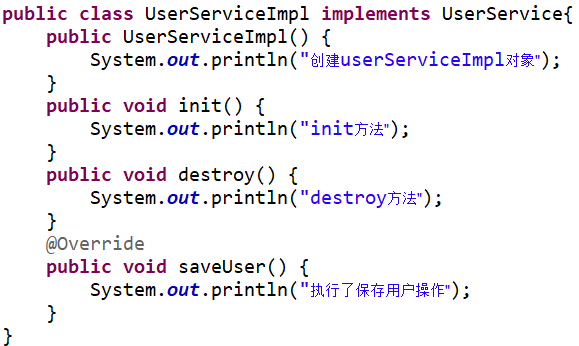 public class UserServiceImpl implements UserService{
    public UserServiceImpl() {
        System.out.println("创建userServiceImpl对象");
    }
    public void init() {
        System.out.println("init方法");
    }
    public void destroy() {
        System.out.println("destroy方法");
    }
    @Override
    public void saveUser() {
        System.out.println("执行了保存用户操作");
    }
}